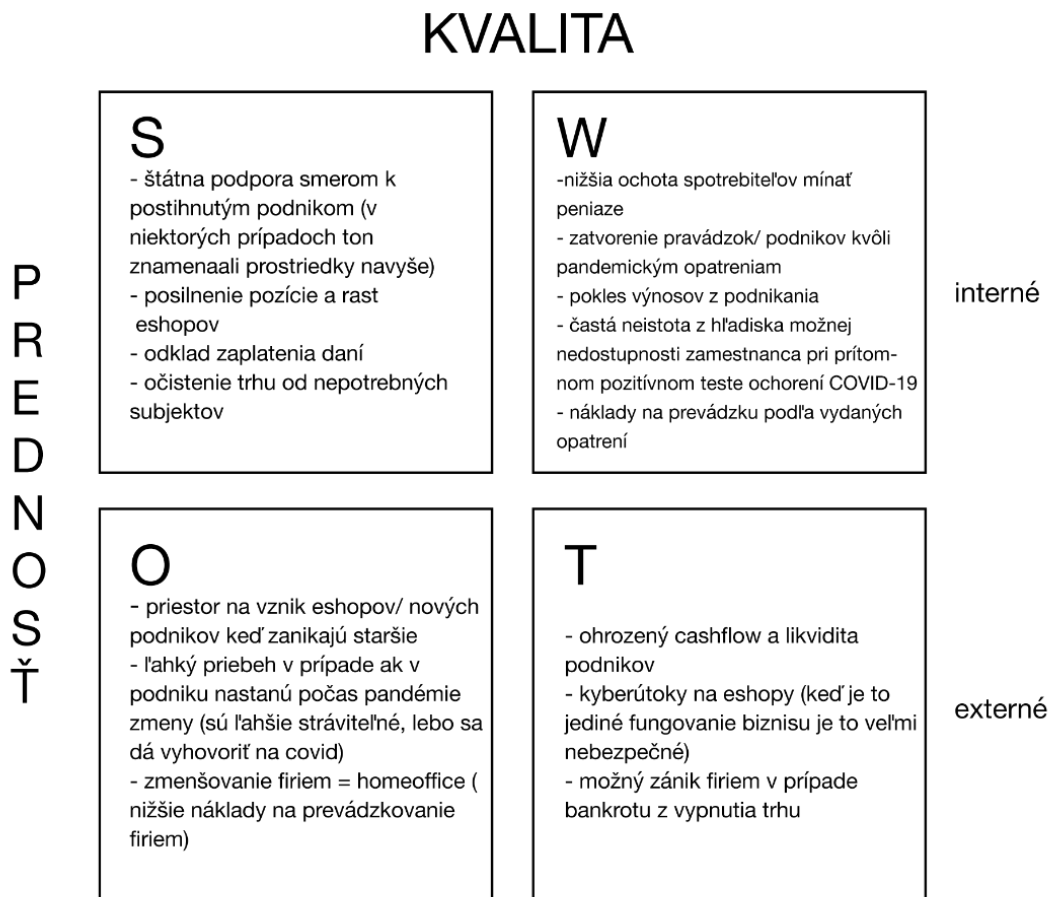 KVALITA
PREDNOSŤ
S
- štátna podpora smerom k
postihnutým podnikom (v
niektorých prípadoch ton
znamenaali prostriedky navyše)
- posilnenie pozície a rast
eshopov
- odklad zaplatenia daní
- očistenie trhu od nepotrebných
subjektov
W
-nižšia ochota spotrebiteľov mínať
peniaze
- zatvorenie pravádzok/ podnikov kvôli
pandemickým opatreniam
- pokles výnosov z podnikania
- častá neistota z hľadiska možnej
nedostupnosti zamestnanca pri prítom-
nom pozitívnom teste ochorení COVID-19
- náklady na prevádzku podľa vydaných
opatrení
interné
O
- priestor na vznik eshopov/ nových
podnikov keď zanikajú staršie
- ľahký priebeh v prípade ak v
podniku nastanú počas pandémie
zmeny (sú ľahšie stráviteľné, lebo sa
dá vyhovoriť na covid)
- zmenšovanie firiem = homeoffice (
nižšie náklady na prevádzkovanie
firiem)
T
- ohrozený cashflow a likvidita
podnikov
- kyberútoky na eshopy (keď je to
jediné fungovanie biznisu je to veľmi
nebezpečné)
- možný zánik firiem v prípade
bankrotu z vypnutia trhu
externé